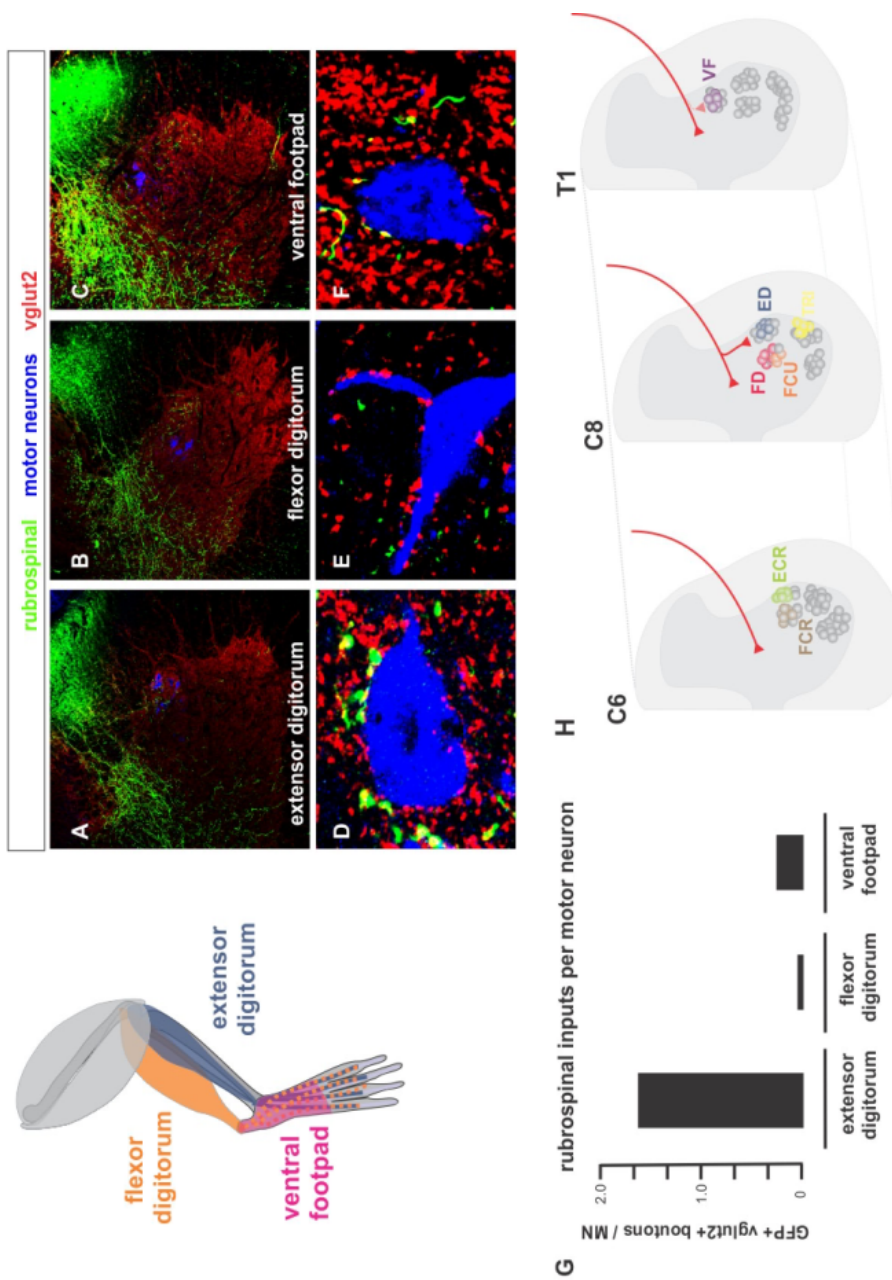 flexor
digitorum
extensor
digitorum
ventral
footpad
rubrospinal motor neurons vglut2
A
extensor digitorum
B
flexor digitorum
C
ventral footpad
D
E
F
G
rubrospinal inputs per motor neuron
GFP+ vglut2+ boutons / MN
2.0
1.0
0
extensor
digitorum
flexor
digitorum
ventral
footpad
H
C6
FCR
ECR
C8
FD
FCU
ED
TRI
T1
VF